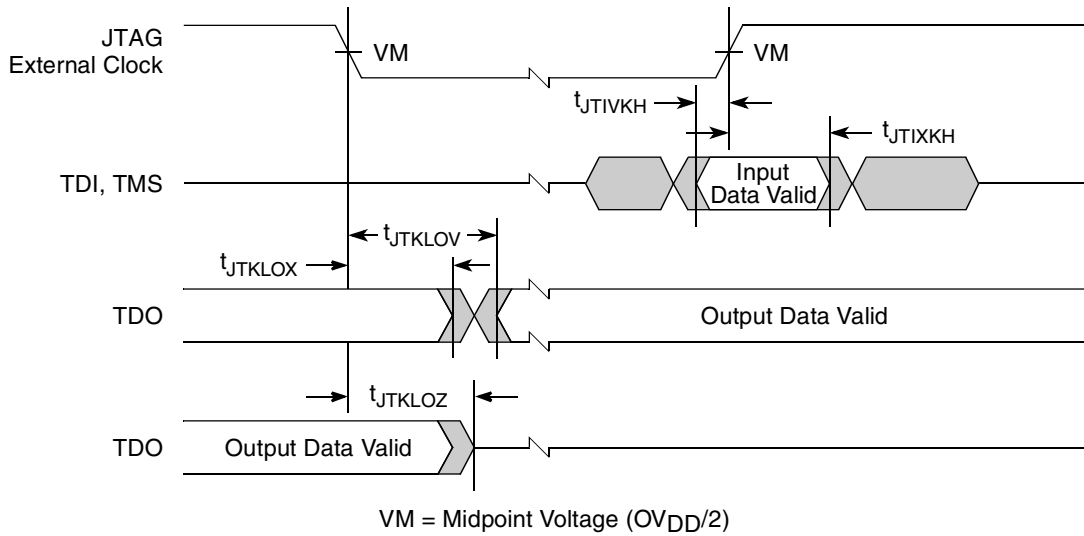 JTAG
External Clock
VM
VM
tJTIVKH
tJTIXKH
TDI, TMS
Input
Data Valid
tJTKLOV
tJTKLOX
TDO
Output Data Valid
tJTKLOZ
TDO
Output Data Valid
VM = Midpoint Voltage (OVDD/2)